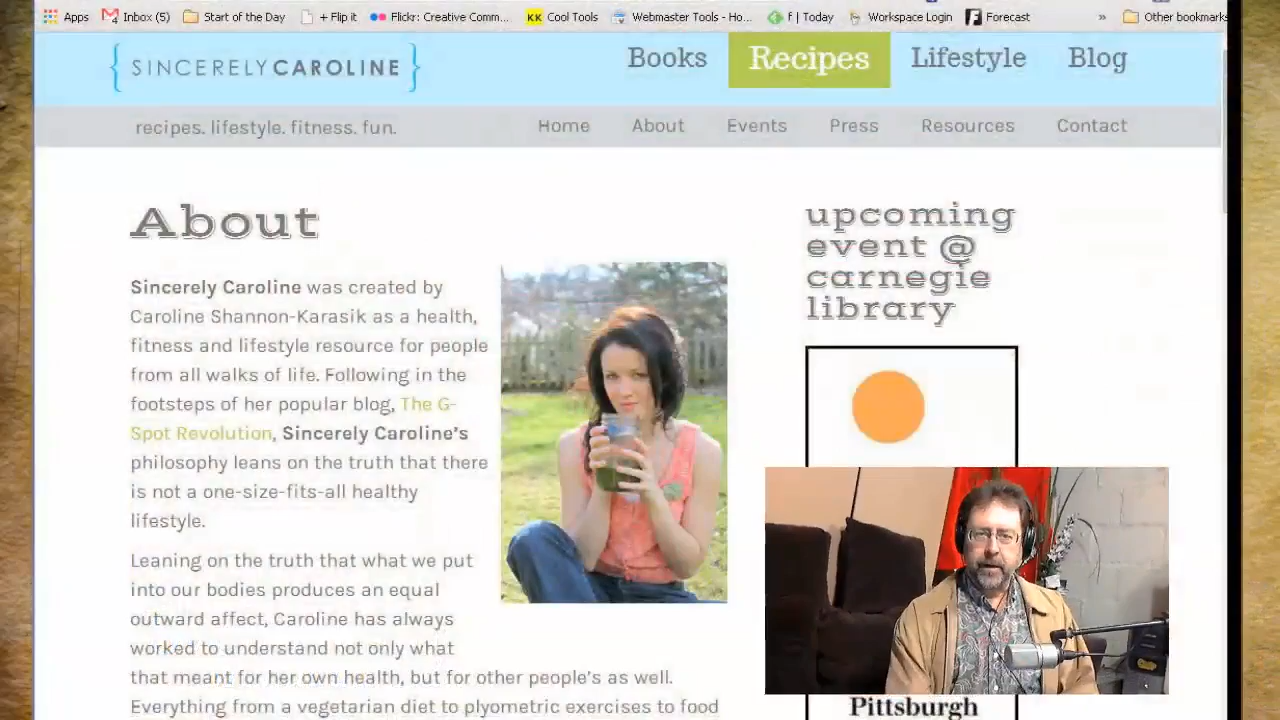 Apps
Inbox (5)
Start of the Day
+ Flip It
Flickr: Creative Comm...
KK Cool Tools
Webmaster Tools - Ho...
f | Today
Workspace Login
F Forecast
»
Other bookmarks
{ SINCERELYCAROLINE }
Books
Recipes
Lifestyle
Blog
recipes. lifestyle. fitness. fun.
Home
About
Events
Press
Resources
Contact
About
Sincerely Caroline was created by
Caroline Shannon-Karasik as a health,
fitness and lifestyle resource for people
from all walks of life. Following in the
footsteps of her popular blog, The G-
Spot Revolution, Sincerely Caroline's
philosophy leans on the truth that there
is not a one-size-fits-all healthy
lifestyle.
Leaning on the truth that what we put
into our bodies produces an equal
outward affect, Caroline has always
worked to understand not only what
that meant for her own health, but for other people's as well.
Everything from a vegetarian diet to plyometric exercises to food
upcoming
event @
carnegie
library
Pittsburgh